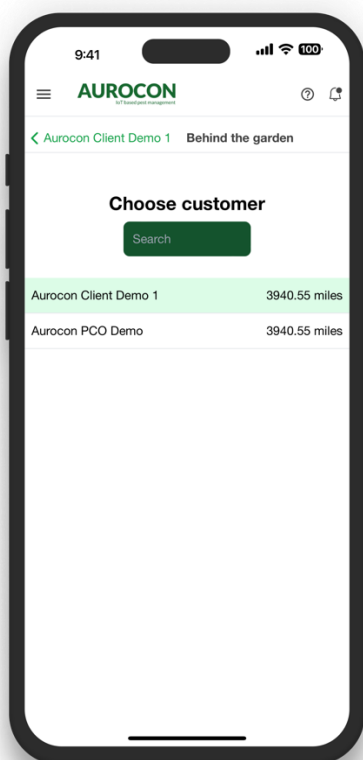 9:41
100
AUROCON
IoT based pest management
Aurocon Client Demo 1 Behind the garden
Choose customer
Search
Aurocon Client Demo 1 3940.55 miles
Aurocon PCO Demo 3940.55 miles